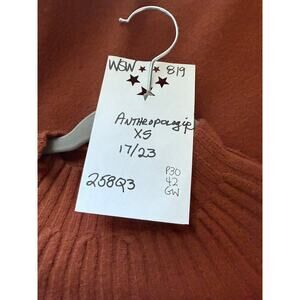 WSW 819
Anthropologie
XS
17/23
258Q3
P30
42
GW